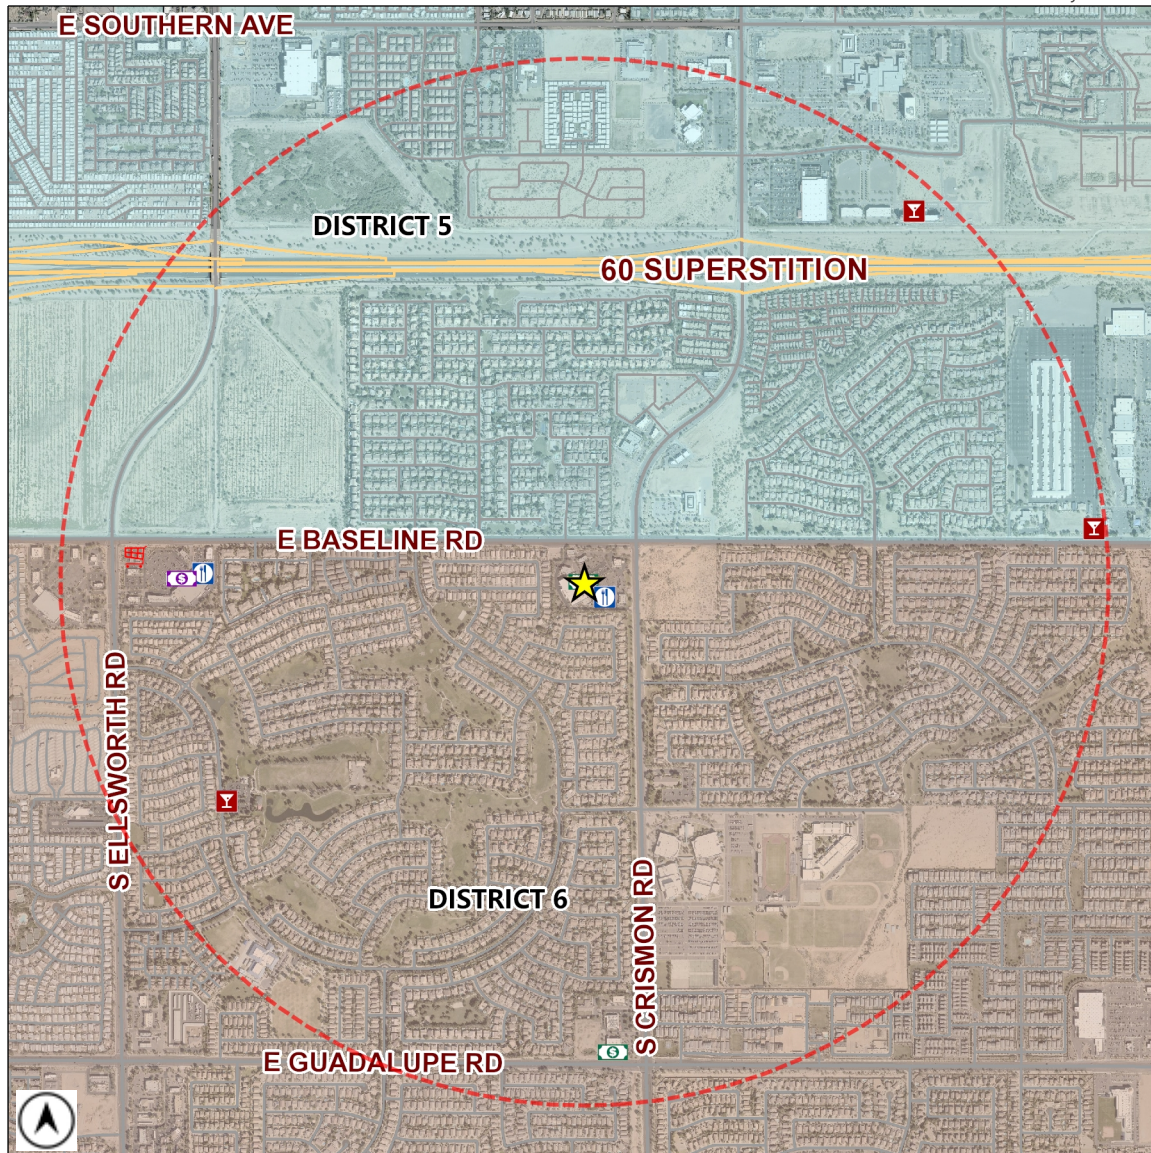 E SOUTHERN AVE
DISTRICT 5
60 SUPERSTITION
E BASELINE RD
S ELLSWORTH RD
DISTRICT 6
S CRISMON RD
E GUADALUPE RD